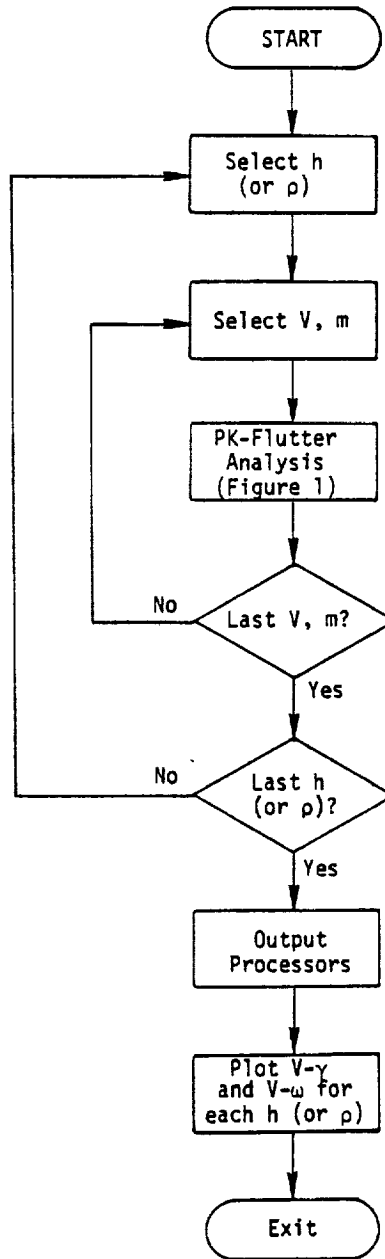 START
Select h
(or ρ)
Select V, m
PK-Flutter
Analysis
(Figure 1)
No
Last V, m?
Yes
No
Last h
(or ρ)?
Yes
Output
Processors
Plot V-γ
and V-ω for
each h (or ρ)
Exit